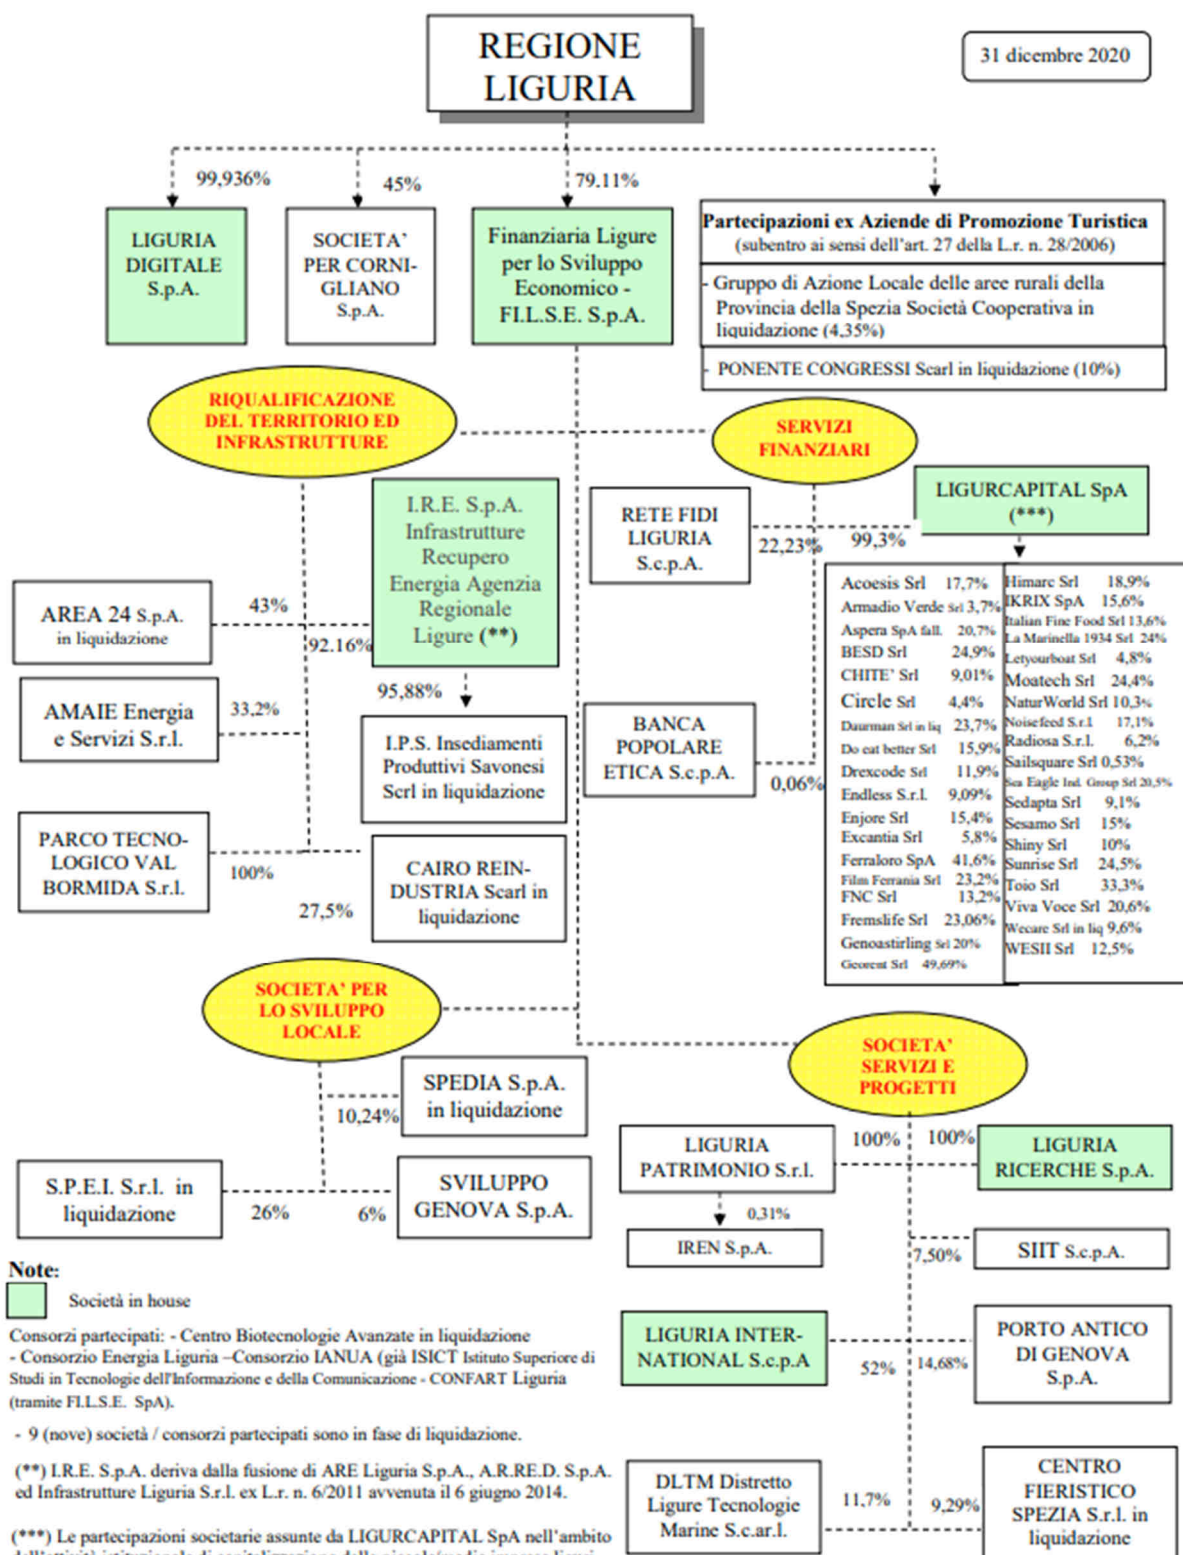 REGIONE
LIGURIA
31 dicembre 2020
99,936%
45%
79.11%
LIGURIA
DIGITALE
S.p.A.
SOCIETA'
PER CORNI-
GLIANO
S.p.A.
Finanziaria Ligure
per lo Sviluppo
Economico -
FI.L.S.E. S.p.A.
Partecipazioni ex Aziende di Promozione Turistica
(subentro ai sensi dell'art. 27 della L.r. n. 28/2006)
- Gruppo di Azione Locale delle aree rurali della
Provincia della Spezia Società Cooperativa in
liquidazione (4,35%)
- PONENTE CONGRESSI Scarl in liquidazione (10%)
RIQUALIFICAZIONE
DEL TERRITORIO ED
INFRASTRUTTURE
SERVIZI
FINANZIARI
I.R.E. S.p.A.
Infrastrutture
Recupero
Energia Agenzia
Regionale
Ligure (**)
RETE FIDI
LIGURIA
S.c.p.A.
22,23%
99,3%
LIGURCAPITAL SpA
(***)
AREA 24 S.p.A.
in liquidazione
43%
92.16%
95,88%
AMAIE Energia
e Servizi S.r.l.
33,2%
I.P.S. Insediamenti
Produttivi Savonesi
Scrl in liquidazione
BANCA
POPOLARE
ETICA S.c.p.A.
0,06%
PARCO TECNO-
LOGICO VAL
BORMIDA S.r.l.
100%
27,5%
CAIRO REIN-
DUSTRIA Scarl in
liquidazione
Acoesis Srl 17,7%
Armadio Verde Srl 3,7%
Aspera SpA fall. 20,7%
BESD Srl 24,9%
CHITE' Srl 9,01%
Circle Srl 4,4%
Daurman Srl in liq 23,7%
Do eat better Srl 15,9%
Drexcode Srl 11,9%
Endless S.r.l. 9,09%
Enjore Srl 15,4%
Excantia Srl 5,8%
Ferraloro SpA 41,6%
Film Ferrania Srl 23,2%
FNC Srl 13,2%
Fremslife Srl 23,06%
Genoastirling Srl 20%
Georent Srl 49,69%
Himarc Srl 18,9%
IKRIX SpA 15,6%
Italian Fine Food Srl 13,6%
La Marinella 1934 Srl 24%
Letyourboat Srl 4,8%
Moatech Srl 24,4%
NaturWorld Srl 10,3%
Noisefeed S.r.l 17,1%
Radiosa S.r.l. 6,2%
Sailsquare Srl 0,53%
Sea Eagle Ind. Group Srl 20,5%
Sedapta Srl 9,1%
Sesamo Srl 15%
Shiny Srl 10%
Sunrise Srl 24,5%
Toio Srl 33,3%
Viva Voce Srl 20,6%
Wecare Srl in liq 9,6%
WESII Srl 12,5%
SOCIETA' PER
LO SVILUPPO
LOCALE
SPEDIA S.p.A.
in liquidazione
10,24%
S.P.E.I. S.r.l. in
liquidazione
26%
6%
SVILUPPO
GENOVA S.p.A.
SOCIETA'
SERVIZI E
PROGETTI
LIGURIA
PATRIMONIO S.r.l.
100%
100%
LIGURIA
RICERCHE S.p.A.
0,31%
IREN S.p.A.
7,50%
SIIT S.c.p.A.
LIGURIA INTER-
NATIONAL S.c.p.A
52%
14,68%
PORTO ANTICO
DI GENOVA
S.p.A.
DLTM Distretto
Ligure Tecnologie
Marine S.c.ar.l.
11,7%
9,29%
CENTRO
FIERISTICO
SPEZIA S.r.l. in
liquidazione
Note:
Società in house
Consorzi partecipati: - Centro Biotecnologie Avanzate in liquidazione
- Consorzio Energia Liguria –Consorzio IANUA (già ISICT Istituto Superiore di
Studi in Tecnologie dell'Informazione e della Comunicazione - CONFART Liguria
(tramite FI.L.S.E. SpA).
- 9 (nove) società / consorzi partecipati sono in fase di liquidazione.
(**) I.R.E. S.p.A. deriva dalla fusione di ARE Liguria S.p.A., A.R.RE.D. S.p.A.
ed Infrastrutture Liguria S.r.l. ex L.r. n. 6/2011 avvenuta il 6 giugno 2014.
(***) Le partecipazioni societarie assunte da LIGURCAPITAL SpA nell'ambito